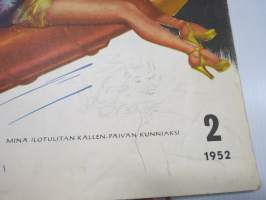 MINÄ ILOTULITAN KALLEN-PÄIVÄN KUNNIAKSI
2
1952